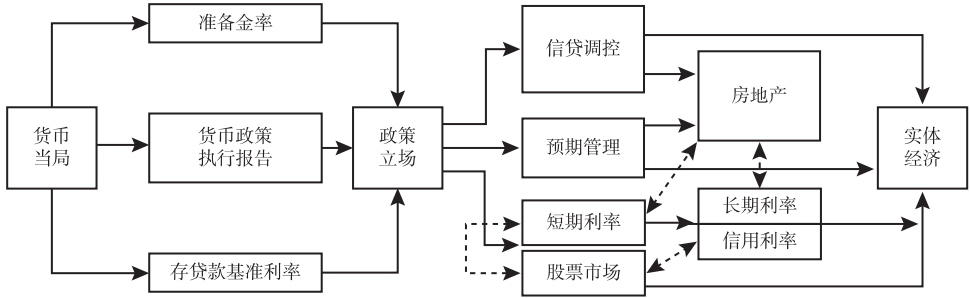 准备金率
货币
当局
货币政策
执行报告
存贷款基准利率
政策
立场
信贷调控
预期管理
短期利率
股票市场
房地产
长期利率
信用利率
实体
经济